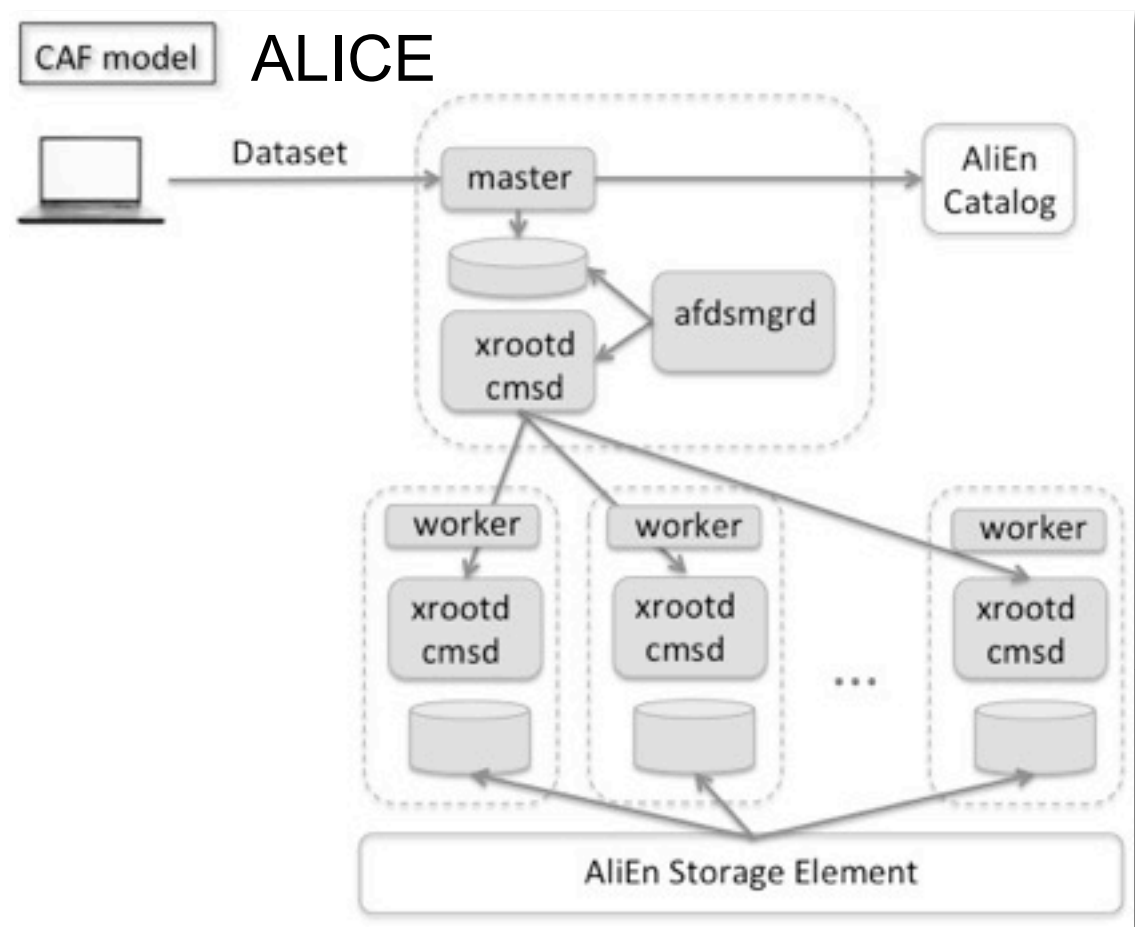 CAF model
ALICE
Dataset
master
AliEn
Catalog
afdsmgrd
xrootd
cmsd
worker
worker
worker
xrootd
cmsd
xrootd
cmsd
xrootd
cmsd
...
AliEn Storage Element